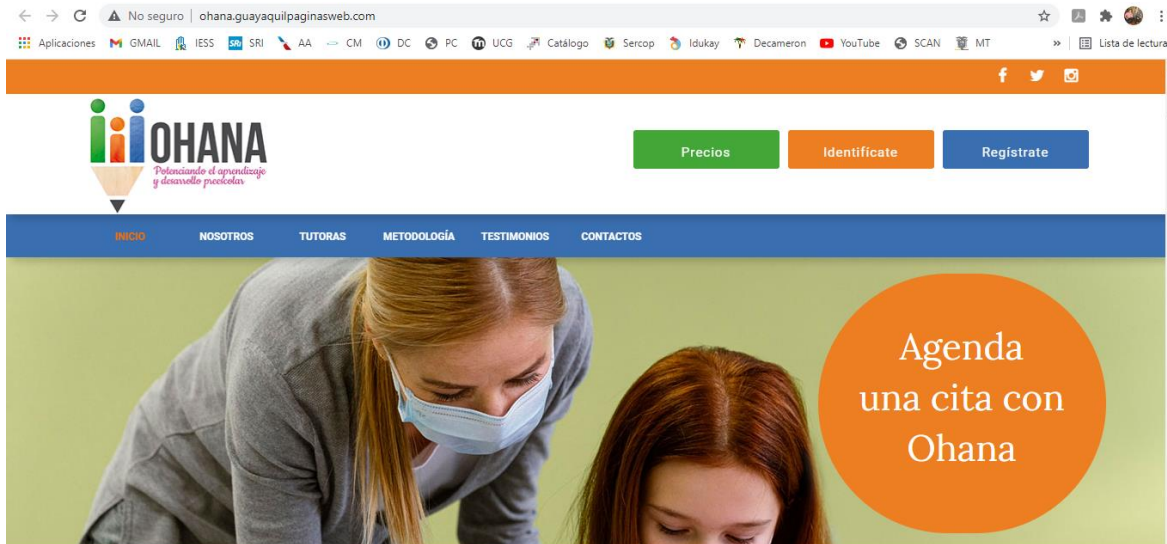 No seguro | ohana.guayaquilpaginasweb.com
Aplicaciones GMAIL IESS SRi SRI AA CM DC PC UCG Catálogo Sercop Idukay Decameron YouTube SCAN MT » Lista de lectura
OHANA
Potenciando el aprendizaje
y desarrollo preescolar
Precios Identifícate Regístrate
INICIO NOSOTROS TUTORAS METODOLOGÍA TESTIMONIOS CONTACTOS
Agenda
una cita con
Ohana